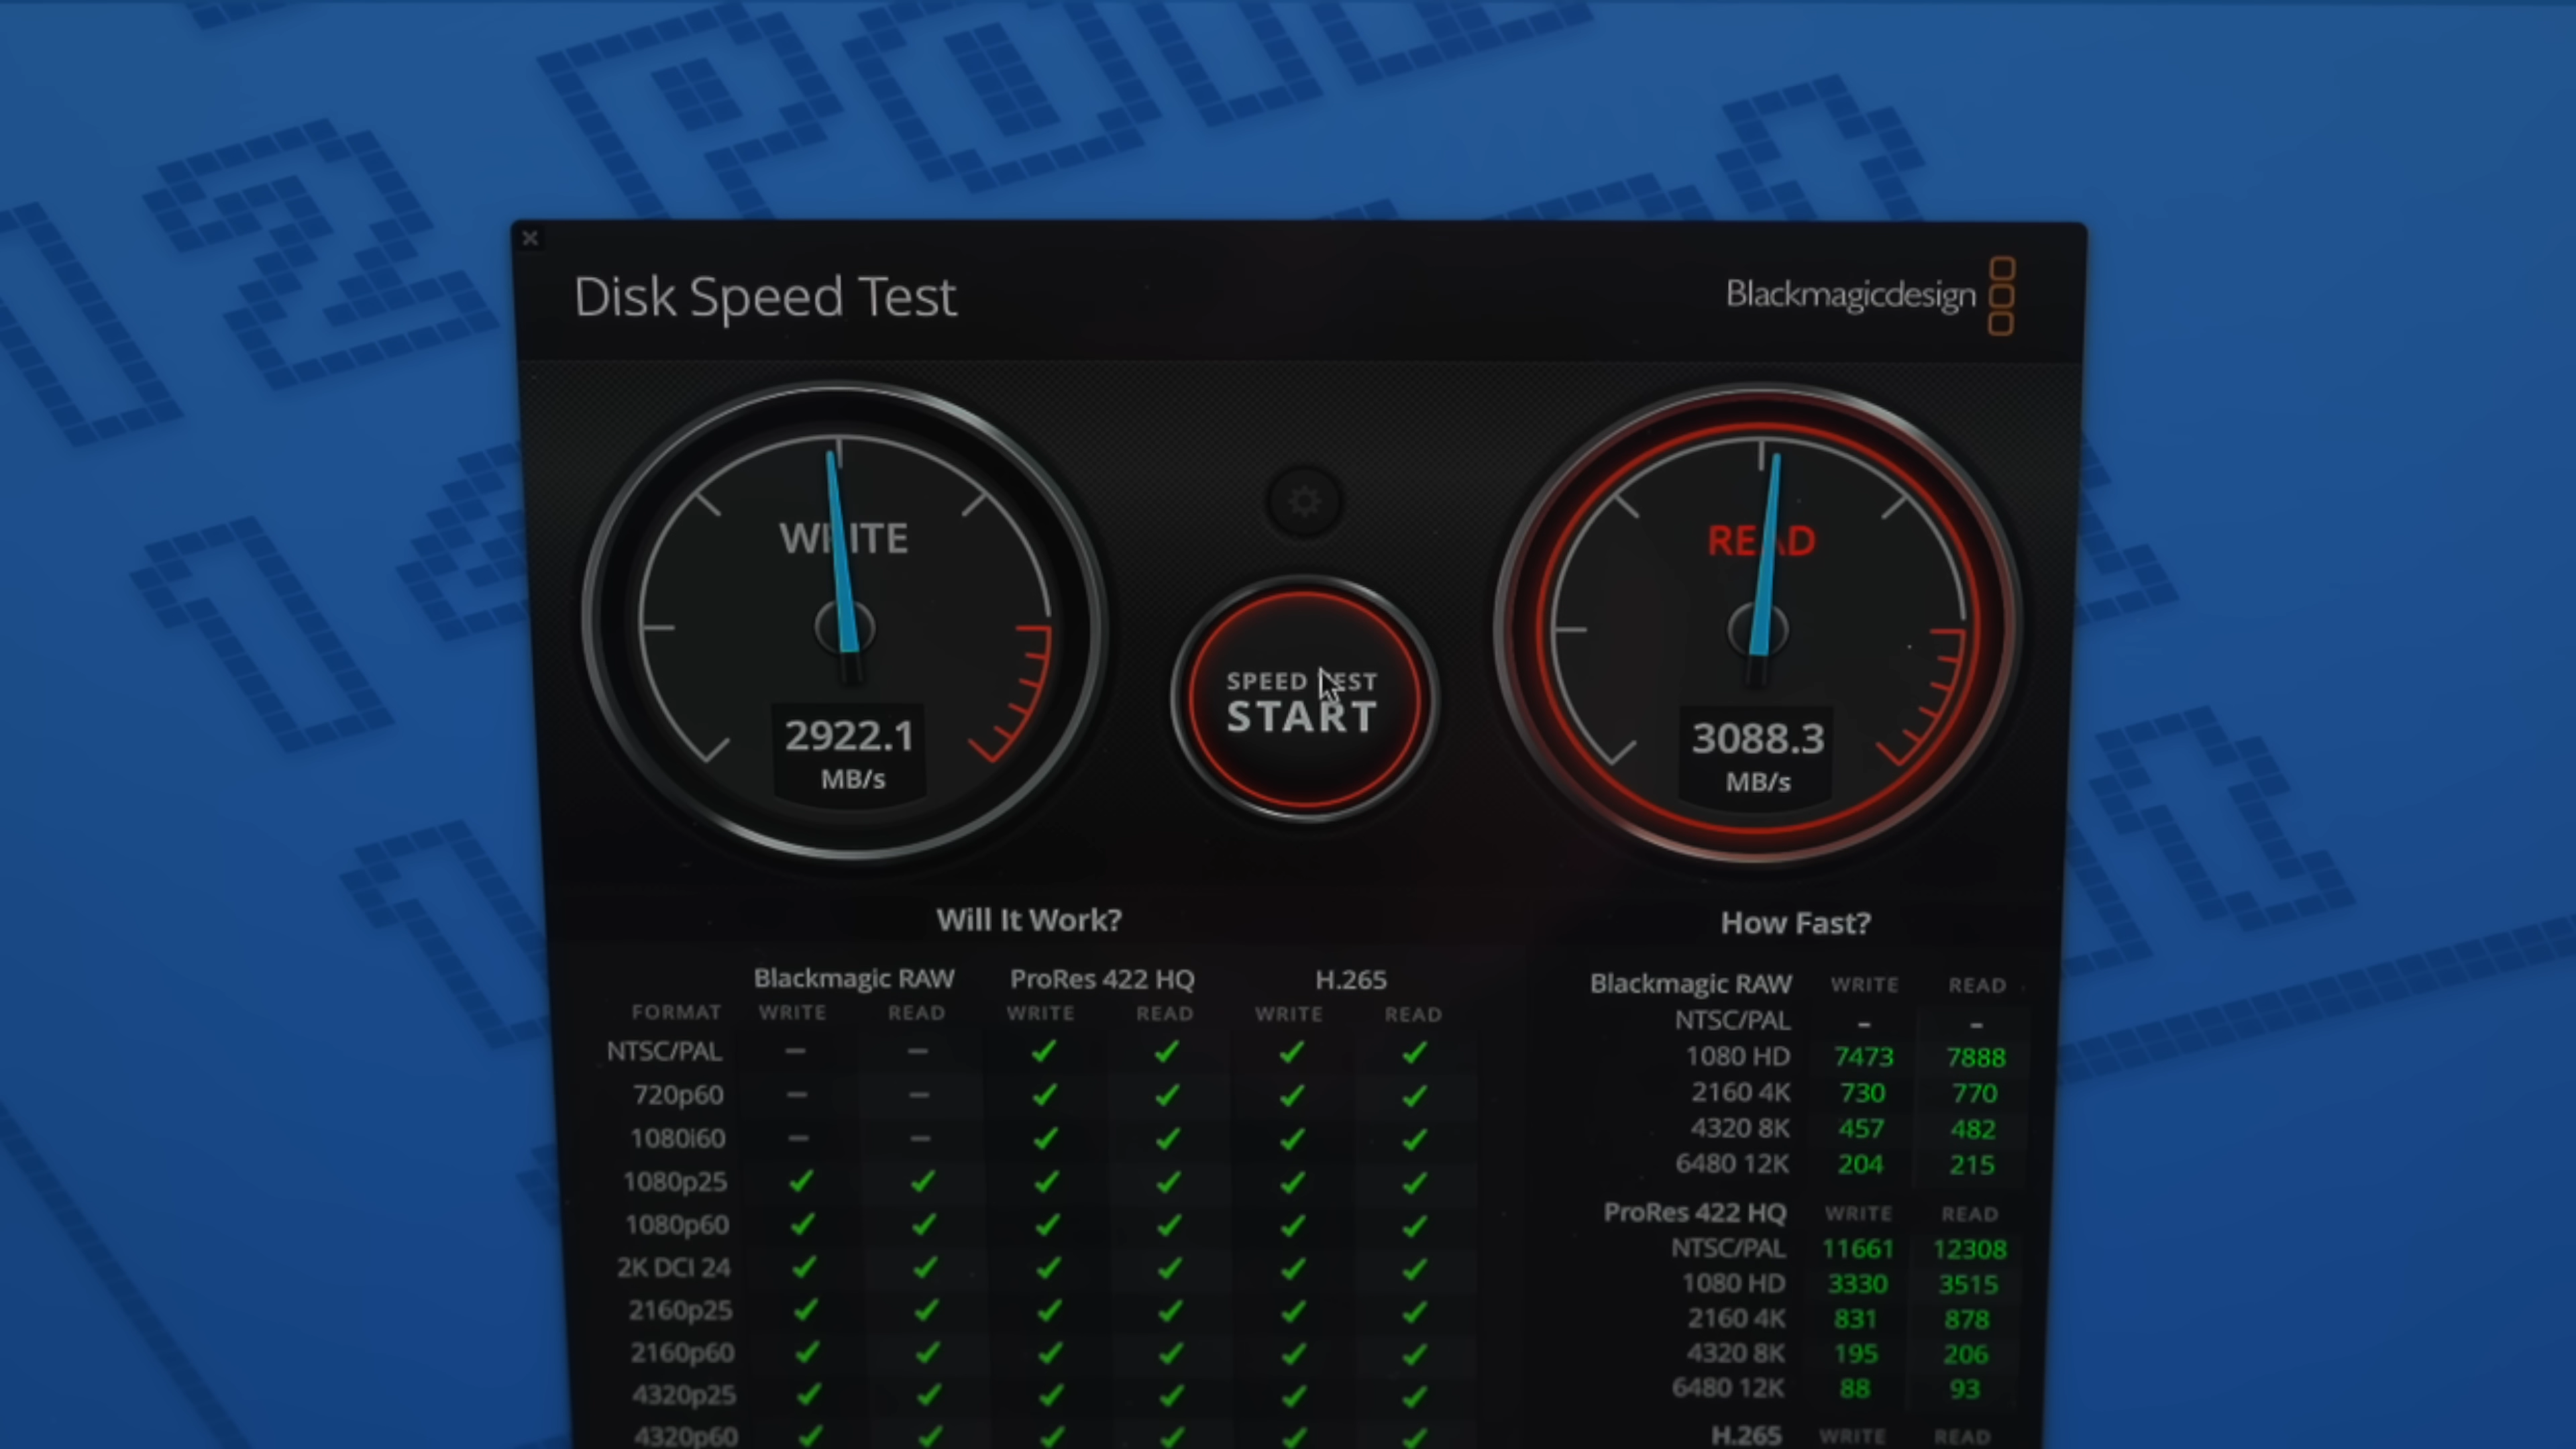 12 POUL
Disk Speed Test
Blackmagicdesign
WRITE
2922.1
MB/s
SPEED TEST
START
READ
3088.3
MB/s
Will It Work?
Blackmagic RAW ProRes 422 HQ H.265
FORMAT WRITE READ WRITE READ WRITE READ
NTSC/PAL – – ✓ ✓ ✓ ✓
720p60 – – ✓ ✓ ✓ ✓
1080i60 – – ✓ ✓ ✓ ✓
1080p25 ✓ ✓ ✓ ✓ ✓ ✓
1080p60 ✓ ✓ ✓ ✓ ✓ ✓
2K DCI 24 ✓ ✓ ✓ ✓ ✓ ✓
2160p25 ✓ ✓ ✓ ✓ ✓ ✓
2160p60 ✓ ✓ ✓ ✓ ✓ ✓
4320p25 ✓ ✓ ✓ ✓ ✓ ✓
4320p60 ✓ ✓ ✓ ✓ ✓ ✓
How Fast?
Blackmagic RAW WRITE READ
NTSC/PAL – –
1080 HD 7473 7888
2160 4K 730 770
4320 8K 457 482
6480 12K 204 215
ProRes 422 HQ WRITE READ
NTSC/PAL 11661 12308
1080 HD 3330 3515
2160 4K 831 878
4320 8K 195 206
6480 12K 88 93
H.265 WRITE READ